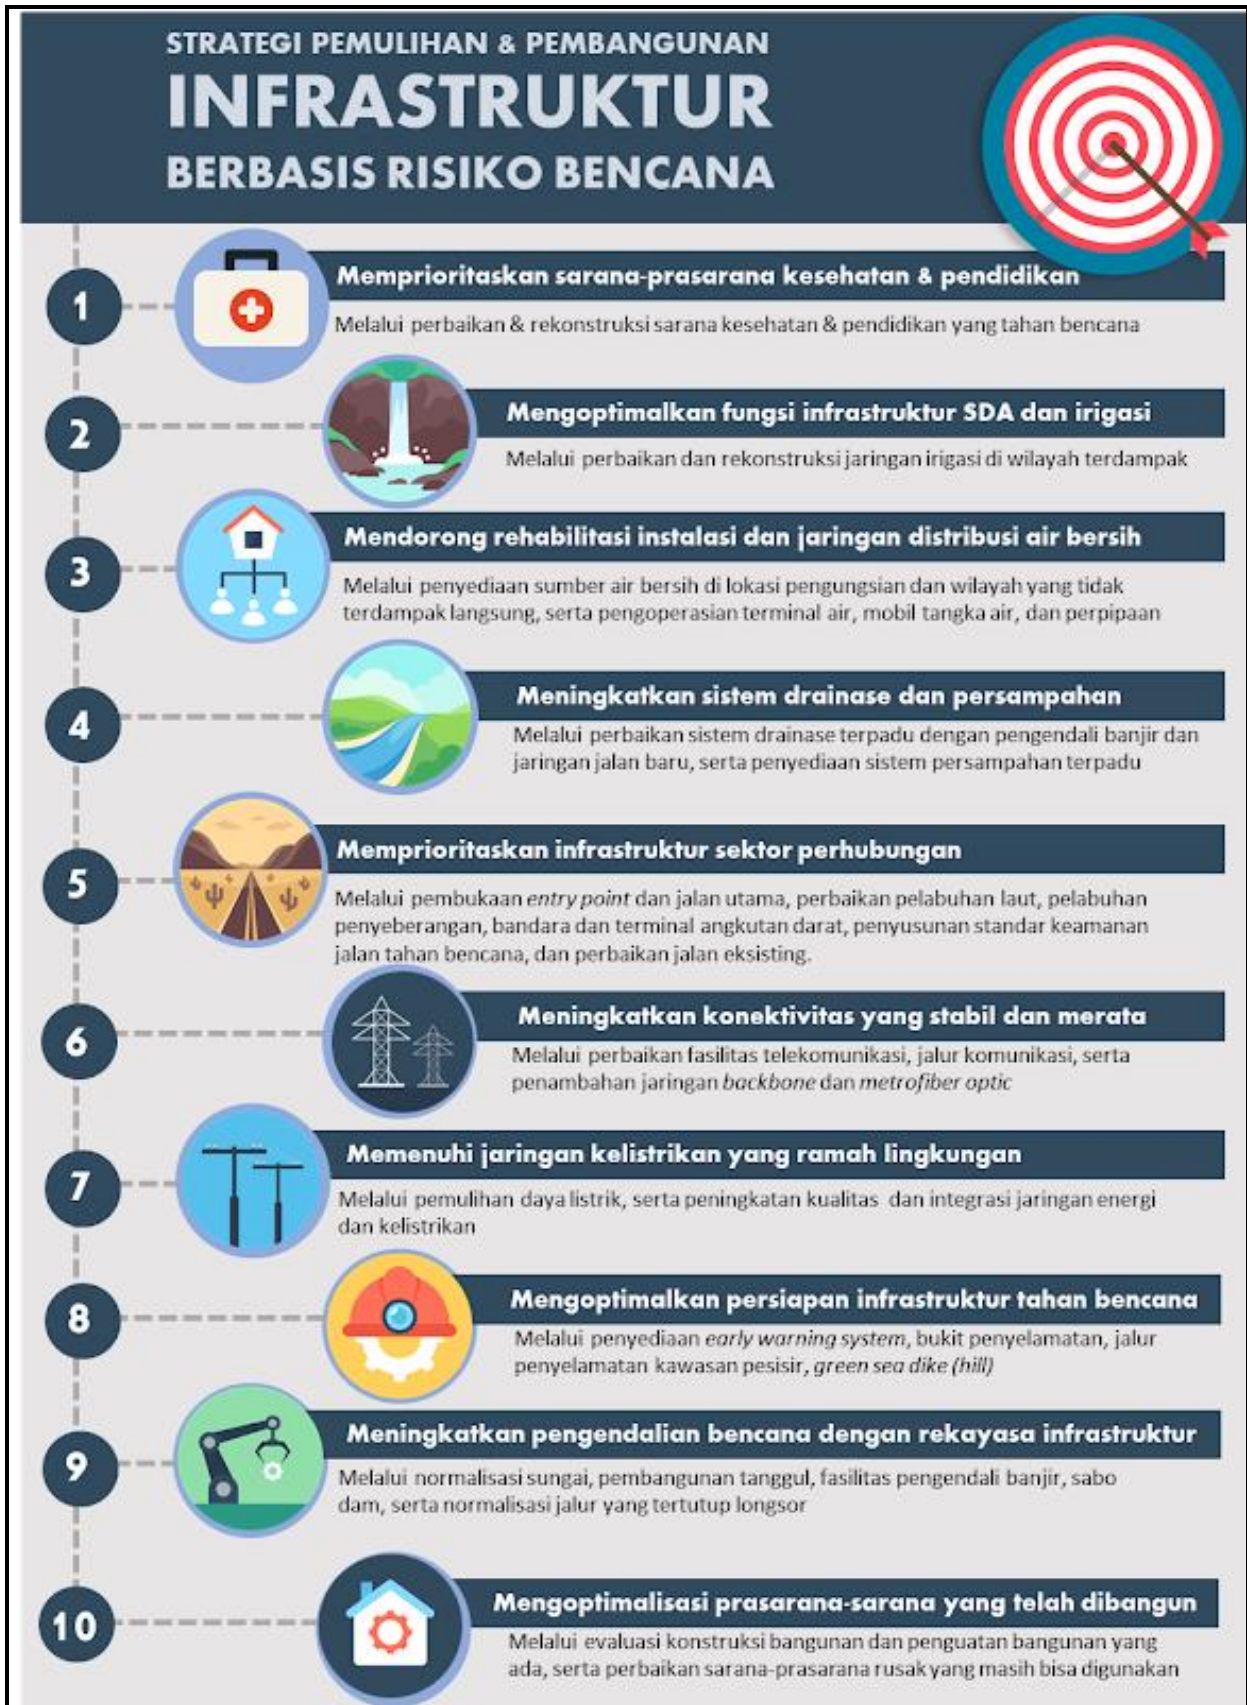 STRATEGI PEMULIHAN & PEMBANGUNAN
INFRASTRUKTUR
BERBASIS RISIKO BENCANA
1
Memprioritaskan sarana-prasarana kesehatan & pendidikan
Melalui perbaikan & rekonstruksi sarana kesehatan & pendidikan yang tahan bencana
2
Mengoptimalkan fungsi infrastruktur SDA dan irigasi
Melalui perbaikan dan rekonstruksi jaringan irigasi di wilayah terdampak
3
Mendorong rehabilitasi instalasi dan jaringan distribusi air bersih
Melalui penyediaan sumber air bersih di lokasi pengungsian dan wilayah yang tidak
terdampak langsung, serta pengoperasian terminal air, mobil tangka air, dan perpipaan
4
Meningkatkan sistem drainase dan persampahan
Melalui perbaikan sistem drainase terpadu dengan pengendali banjir dan
jaringan jalan baru, serta penyediaan sistem persampahan terpadu
5
Memprioritaskan infrastruktur sektor perhubungan
Melalui pembukaan entry point dan jalan utama, perbaikan pelabuhan laut, pelabuhan
penyeberangan, bandara dan terminal angkutan darat, penyusunan standar keamanan
jalan tahan bencana, dan perbaikan jalan eksisting.
6
Meningkatkan konektivitas yang stabil dan merata
Melalui perbaikan fasilitas telekomunikasi, jalur komunikasi, serta
penambahan jaringan backbone dan metrofiber optic
7
Memenuhi jaringan kelistrikan yang ramah lingkungan
Melalui pemulihan daya listrik, serta peningkatan kualitas dan integrasi jaringan energi
dan kelistrikan
8
Mengoptimalkan persiapan infrastruktur tahan bencana
Melalui penyediaan early warning system, bukit penyelamatan, jalur
penyelamatan kawasan pesisir, green sea dike (hill)
9
Meningkatkan pengendalian bencana dengan rekayasa infrastruktur
Melalui normalisasi sungai, pembangunan tanggul, fasilitas pengendali banjir, sabo
dam, serta normalisasi jalur yang tertutup longsor
10
Mengoptimalisasi prasarana-sarana yang telah dibangun
Melalui evaluasi konstruksi bangunan dan penguatan bangunan yang
ada, serta perbaikan sarana-prasarana rusak yang masih bisa digunakan